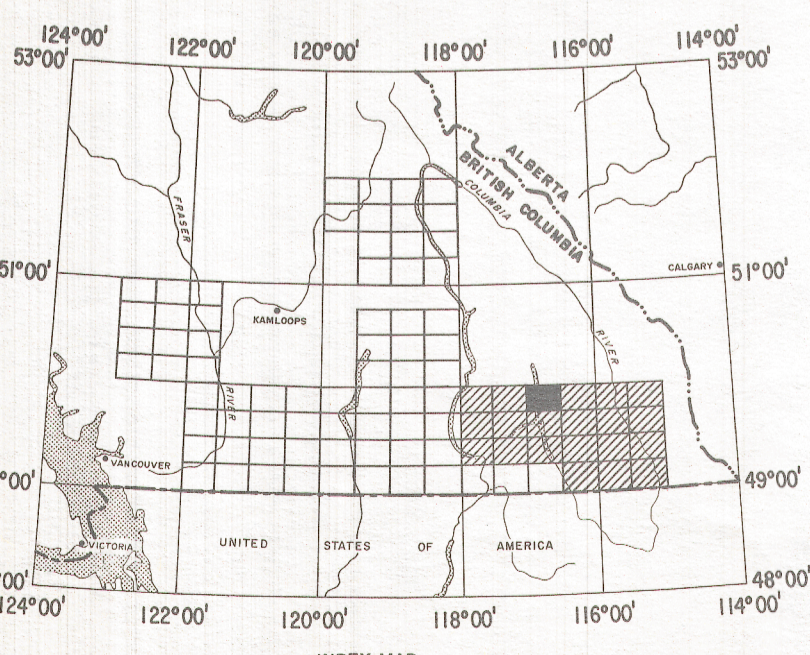 124°00'
122°00'
120°00'
118°00'
116°00'
114°00'
53°00'
53°00'
ALBERTA
BRITISH COLUMBIA
COLUMBIA
FRASER
CALGARY
51°00'
51°00'
KAMLOOPS
RIVER
RIVER
VANCOUVER
°00'
49°00'
VICTORIA
UNITED STATES OF AMERICA
00'
48°00'
124°00'
122°00'
120°00'
118°00'
116°00'
114°00'